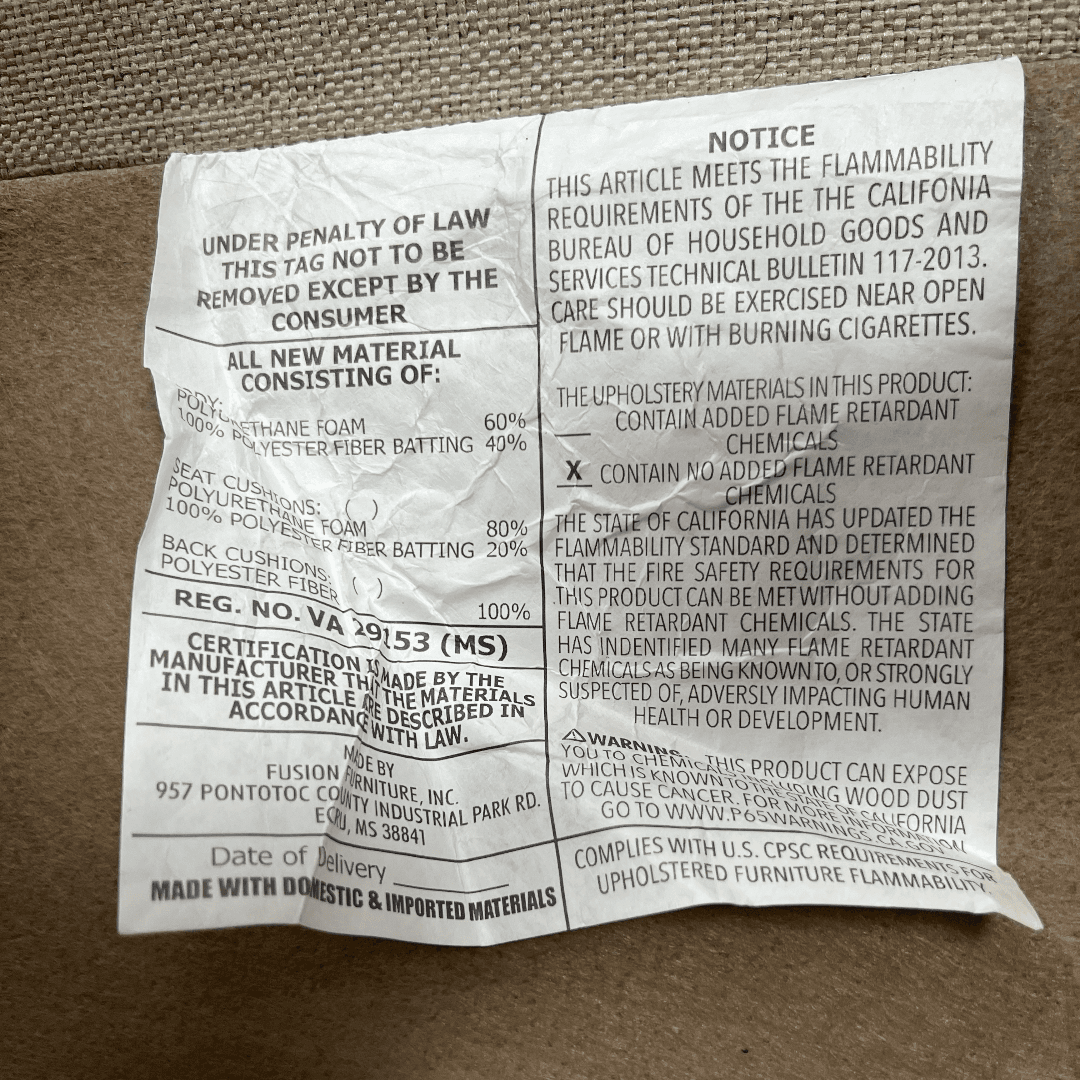 UNDER PENALTY OF LAW
THIS TAG NOT TO BE
REMOVED EXCEPT BY THE
CONSUMER
ALL NEW MATERIAL
CONSISTING OF:
BODY:
POLYURETHANE FOAM 60%
100% POLYESTER FIBER BATTING 40%
SEAT CUSHIONS: ( )
POLYURETHANE FOAM 80%
100% POLYESTER FIBER BATTING 20%
BACK CUSHIONS: ( )
POLYESTER FIBER 100%
REG. NO. VA 29153 (MS)
CERTIFICATION IS MADE BY THE
MANUFACTURER THAT THE MATERIALS
IN THIS ARTICLE ARE DESCRIBED IN
ACCORDANCE WITH LAW.
MADE BY
FUSION FURNITURE, INC.
957 PONTOTOC COUNTY INDUSTRIAL PARK RD.
ECRU, MS 38841
Date of Delivery
MADE WITH DOMESTIC & IMPORTED MATERIALS
NOTICE
THIS ARTICLE MEETS THE FLAMMABILITY
REQUIREMENTS OF THE THE CALIFONIA
BUREAU OF HOUSEHOLD GOODS AND
SERVICES TECHNICAL BULLETIN 117-2013.
CARE SHOULD BE EXERCISED NEAR OPEN
FLAME OR WITH BURNING CIGARETTES.
THE UPHOLSTERY MATERIALS IN THIS PRODUCT:
CONTAIN ADDED FLAME RETARDANT
CHEMICALS
X CONTAIN NO ADDED FLAME RETARDANT
CHEMICALS
THE STATE OF CALIFORNIA HAS UPDATED THE
FLAMMABILITY STANDARD AND DETERMINED
THAT THE FIRE SAFETY REQUIREMENTS FOR
THIS PRODUCT CAN BE MET WITHOUT ADDING
FLAME RETARDANT CHEMICALS. THE STATE
HAS INDENTIFIED MANY FLAME RETARDANT
CHEMICALS AS BEING KNOWN TO, OR STRONGLY
SUSPECTED OF, ADVERSLY IMPACTING HUMAN
HEALTH OR DEVELOPMENT.
⚠WARNING: THIS PRODUCT CAN EXPOSE
YOU TO CHEMICALS INCLUDING WOOD DUST
WHICH IS KNOWN TO THE STATE OF CALIFORNIA
TO CAUSE CANCER. FOR MORE INFORMATION
GO TO WWW.P65WARNINGS.CA.GOV
COMPLIES WITH U.S. CPSC REQUIREMENTS FOR
UPHOLSTERED FURNITURE FLAMMABILITY